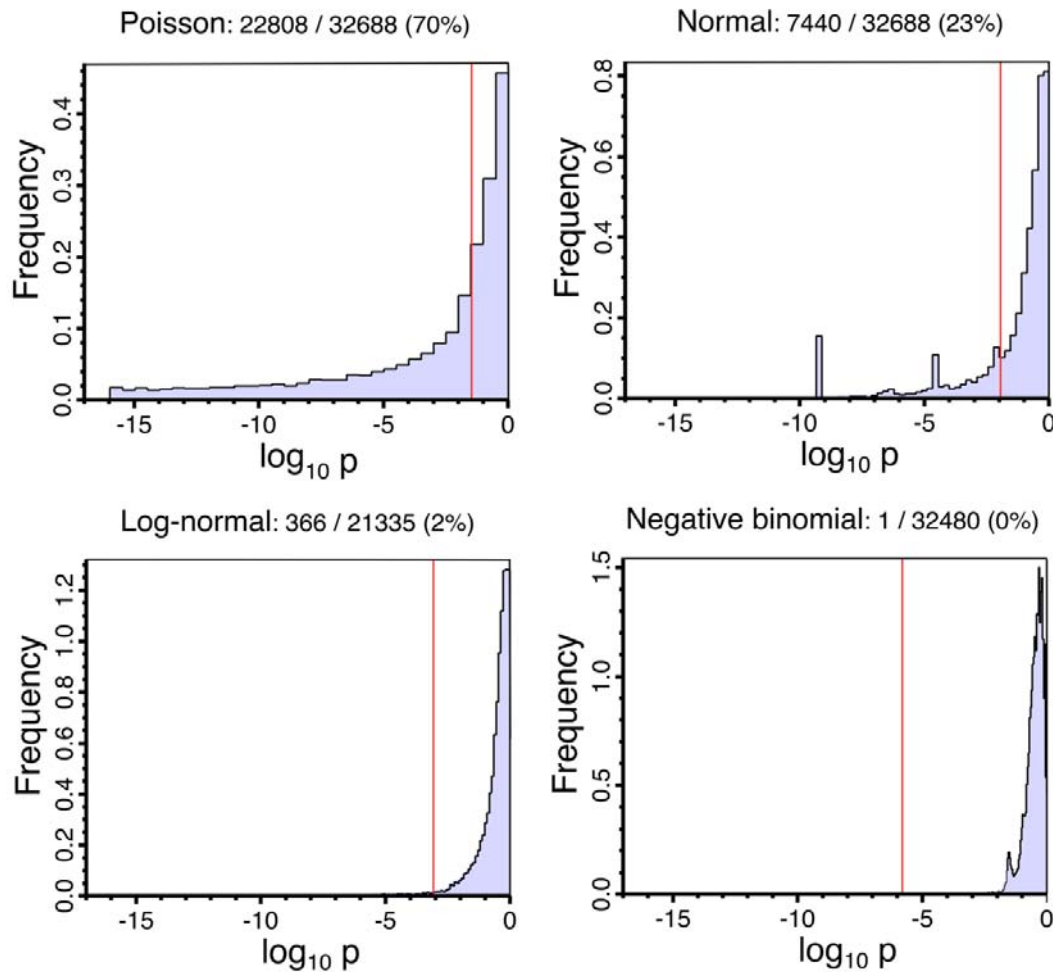 Poisson: 22808 / 32688 (70%)
Frequency
0.4
0.3
0.2
0.1
0.0
-15 -10 -5 0
log₁₀ p
Normal: 7440 / 32688 (23%)
Frequency
0.8
0.6
0.4
0.2
0.0
-15 -10 -5 0
log₁₀ p
Log-normal: 366 / 21335 (2%)
Frequency
1.2
1.0
0.8
0.6
0.4
0.2
0.0
-15 -10 -5 0
log₁₀ p
Negative binomial: 1 / 32480 (0%)
Frequency
1.5
1.0
0.5
0.0
-15 -10 -5 0
log₁₀ p